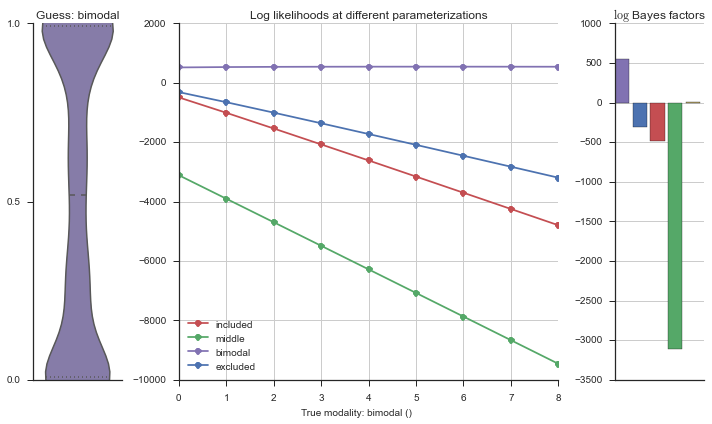 Guess: bimodal
1.0
0.5
0.0
Log likelihoods at different parameterizations
2000
0
−2000
−4000
−6000
−8000
−10000
included
middle
bimodal
excluded
0 1 2 3 4 5 6 7 8
True modality: bimodal ()
log Bayes factors
1000
500
0
−500
−1000
−1500
−2000
−2500
−3000
−3500